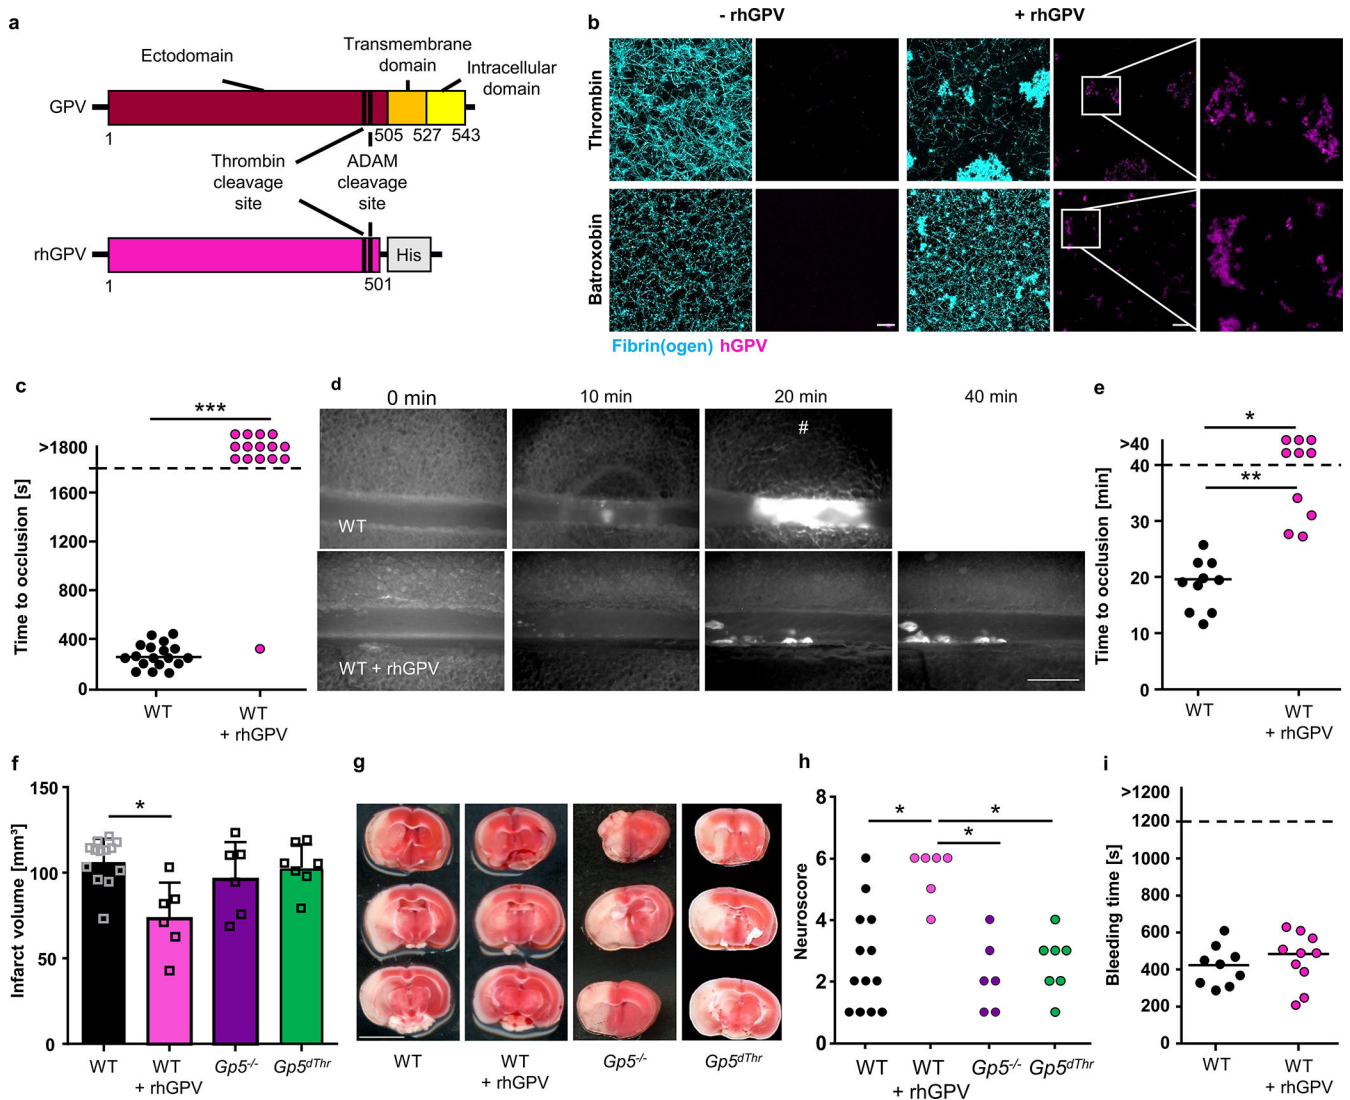 a
Ectodomain
Transmembrane
domain
Intracellular
domain
GPV
1
505
527
543
Thrombin
cleavage
site
ADAM
cleavage
site
rhGPV
His
1
501
b
- rhGPV
+ rhGPV
Thrombin
Batroxobin
Fibrin(ogen) hGPV
c
***
>1800
1600
1200
800
400
0
Time to occlusion [s]
WT
WT
+ rhGPV
d
0 min
10 min
20 min
40 min
#
WT
WT + rhGPV
e
*
**
>40
40
30
20
10
0
Time to occlusion [min]
WT
WT
+ rhGPV
f
*
150
100
50
0
Infarct volume [mm³]
WT
WT
+ rhGPV
Gp5-/-
Gp5dThr
g
WT
WT
+ rhGPV
Gp5-/-
Gp5dThr
h
*
*
*
8
6
4
2
0
Neuroscore
WT
WT
+ rhGPV
Gp5-/-
Gp5dThr
i
>1200
1200
1000
800
600
400
200
0
Bleeding time [s]
WT
WT
+ rhGPV